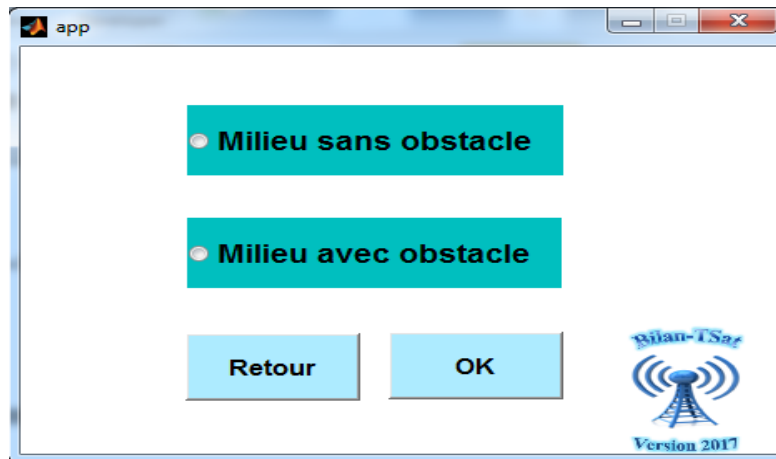 app
Milieu sans obstacle
Milieu avec obstacle
Retour
OK
Bilan-TSat
Version 2017